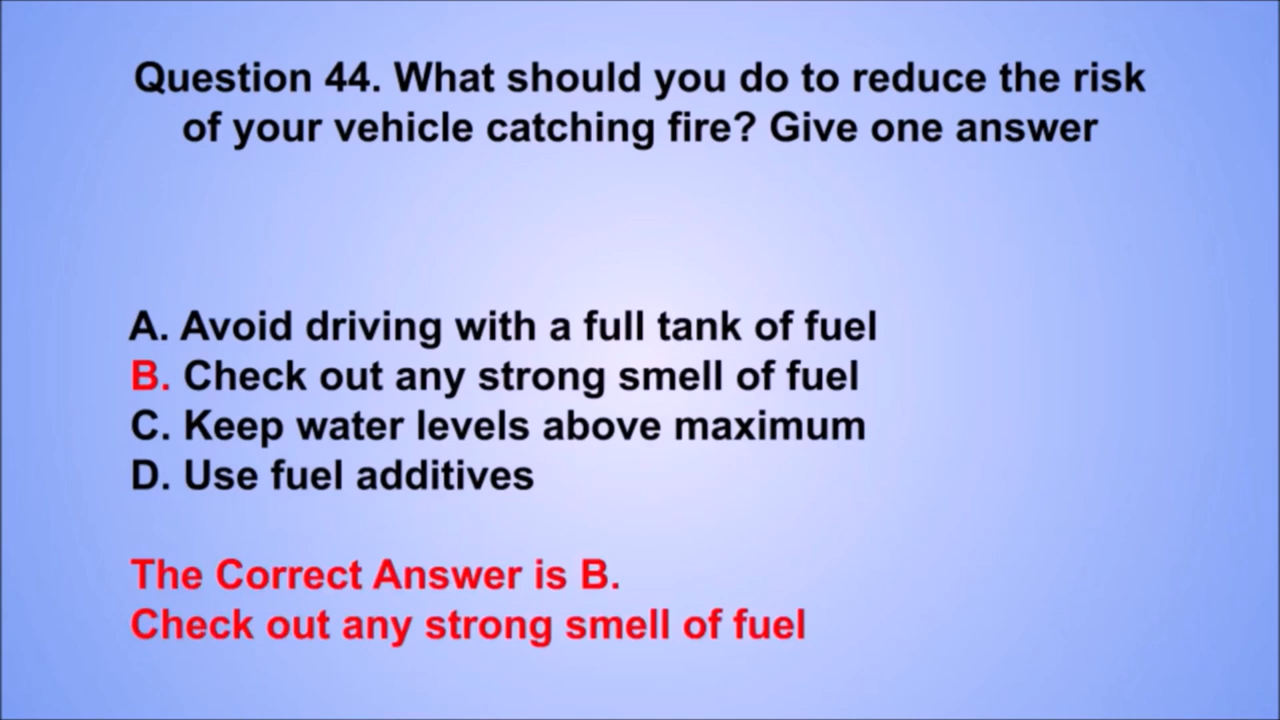 Question 44. What should you do to reduce the risk
of your vehicle catching fire? Give one answer
A. Avoid driving with a full tank of fuel
B. Check out any strong smell of fuel
C. Keep water levels above maximum
D. Use fuel additives
The Correct Answer is B.
Check out any strong smell of fuel